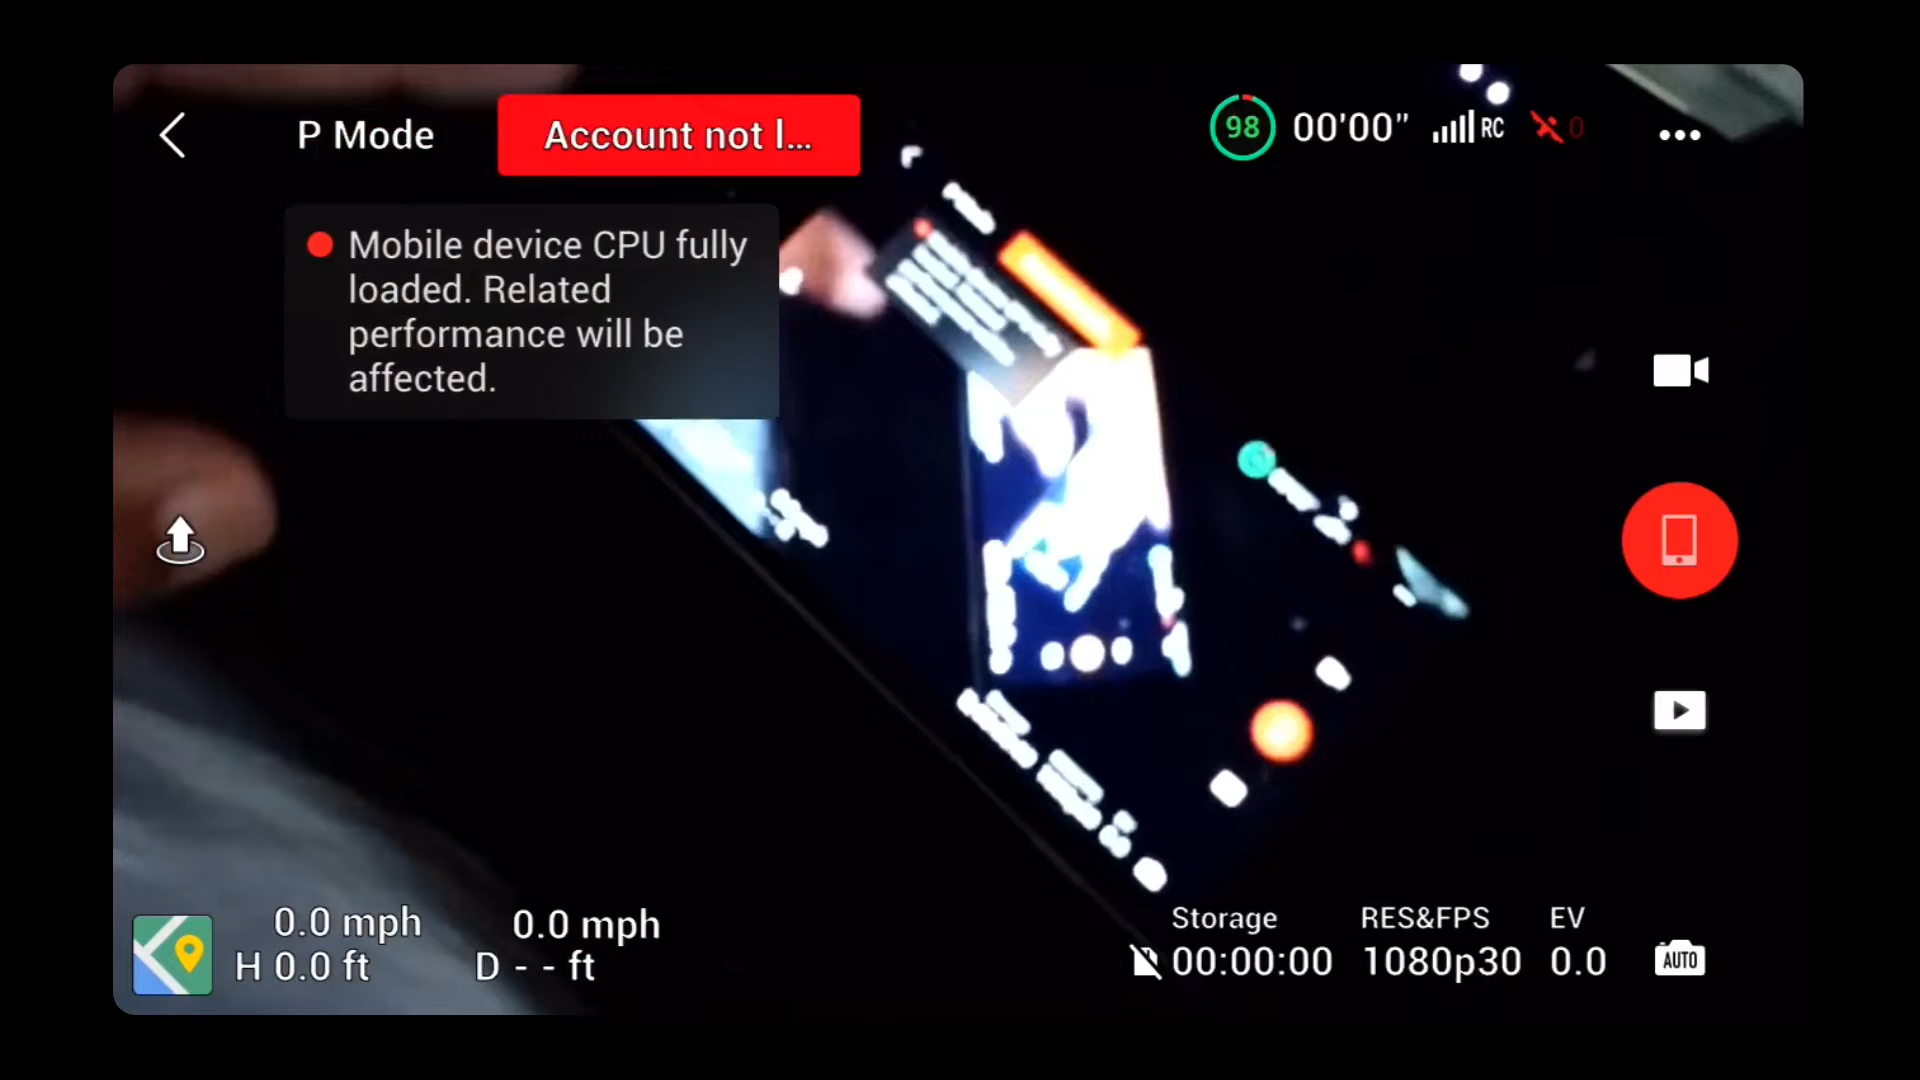 P Mode
Account not l...
98
00'00"
RC
0
Mobile device CPU fully
loaded. Related
performance will be
affected.
0.0 mph
0.0 mph
H 0.0 ft
D - - ft
Storage
RES&FPS
EV
00:00:00
1080p30
0.0
AUTO